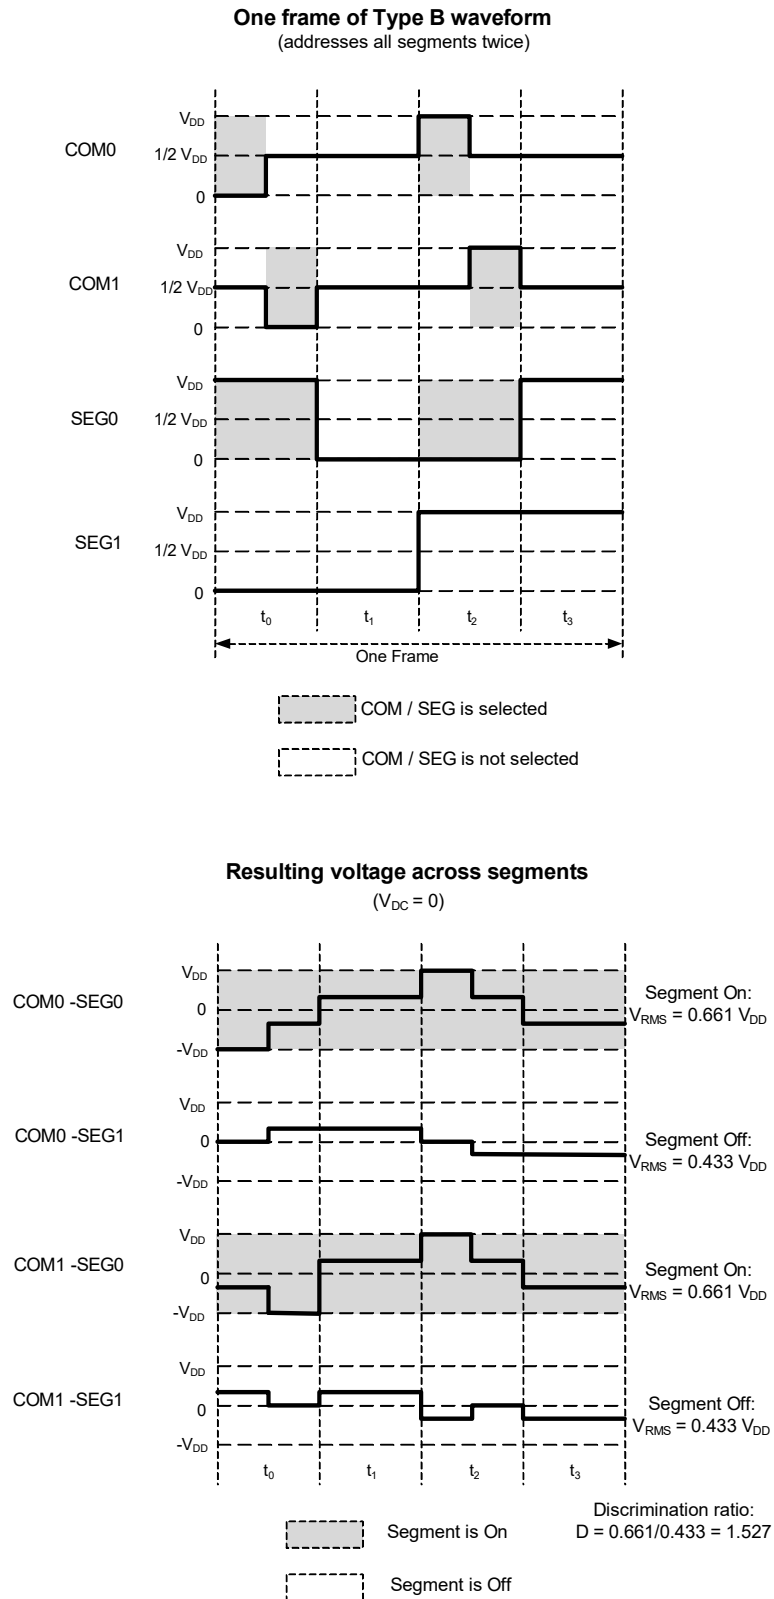 One frame of Type B waveform
(addresses all segments twice)
COM0
VDD
1/2 VDD
0
COM1
VDD
1/2 VDD
0
SEG0
VDD
1/2 VDD
0
SEG1
VDD
1/2 VDD
0
t0 t1 t2 t3
One Frame
COM / SEG is selected
COM / SEG is not selected
Resulting voltage across segments
(VDC = 0)
COM0 -SEG0
VDD
0
-VDD
Segment On:
VRMS = 0.661 VDD
COM0 -SEG1
VDD
0
-VDD
Segment Off:
VRMS = 0.433 VDD
COM1 -SEG0
VDD
0
-VDD
Segment On:
VRMS = 0.661 VDD
COM1 -SEG1
VDD
0
-VDD
Segment Off:
VRMS = 0.433 VDD
t0 t1 t2 t3
Segment is On
Discrimination ratio:
D = 0.661/0.433 = 1.527
Segment is Off